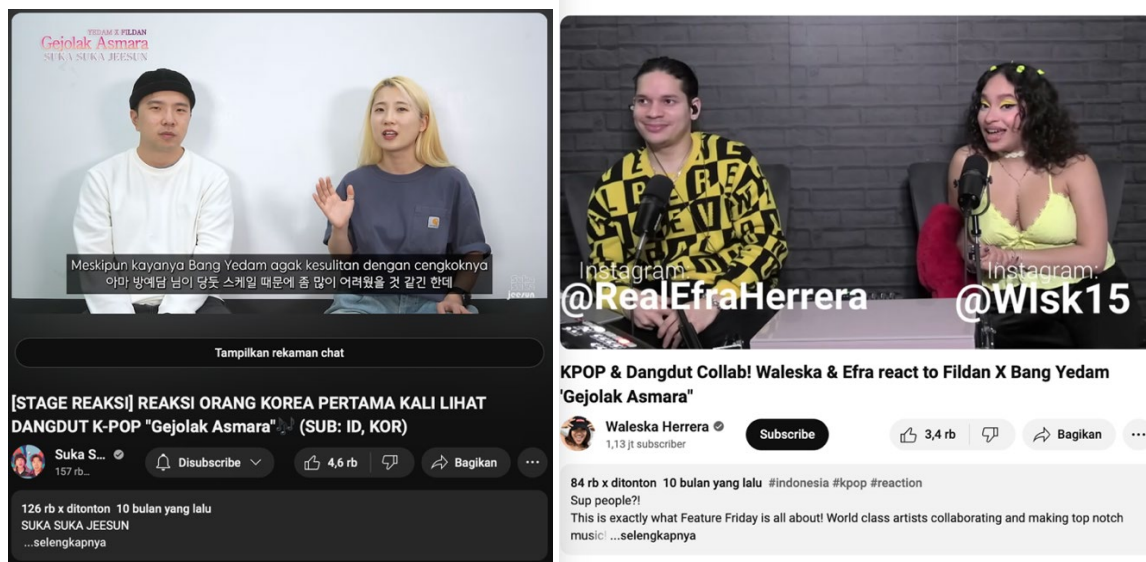 YEDAM X FILDAN
Gejolak Asmara
SUKA SUKA JEESUN
Meskipun kayanya Bang Yedam agak kesulitan dengan cengkoknya
아마 방예담 님이 당둣 스케일 때문에 좀 많이 어려웠을 것 같긴 한데
jeesun
Tampilkan rekaman chat
[STAGE REAKSI] REAKSI ORANG KOREA PERTAMA KALI LIHAT
DANGDUT K-POP "Gejolak Asmara"🎶 (SUB: ID, KOR)
Suka S...
157 rb...
Disubscribe
4,6 rb
Bagikan
126 rb x ditonton 10 bulan yang lalu
SUKA SUKA JEESUN
...selengkapnya
Instagram:
@RealEfraHerrera
Instagram:
@Wlsk15
KPOP & Dangdut Collab! Waleska & Efra react to Fildan X Bang Yedam
'Gejolak Asmara"
Waleska Herrera
1,13 jt subscriber
Subscribe
3,4 rb
Bagikan
84 rb x ditonton 10 bulan yang lalu #indonesia #kpop #reaction
Sup people?!
This is exactly what Feature Friday is all about! World class artists collaborating and making top notch
music! ...selengkapnya